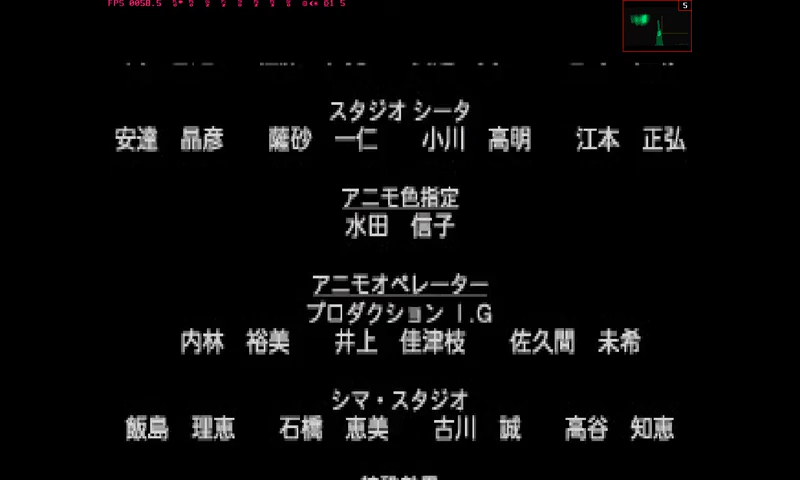 FPS 0058.5
S
スタジオ シータ
安達 晶彦 薩砂 一仁 小川 高明 江本 正弘
アニモ色指定
水田 信子
アニモオペレーター
プロダクション I.G
内林 裕美 井上 佳津枝 佐久間 未希
シマ・スタジオ
飯島 理恵 石橋 恵美 古川 誠 高谷 知恵